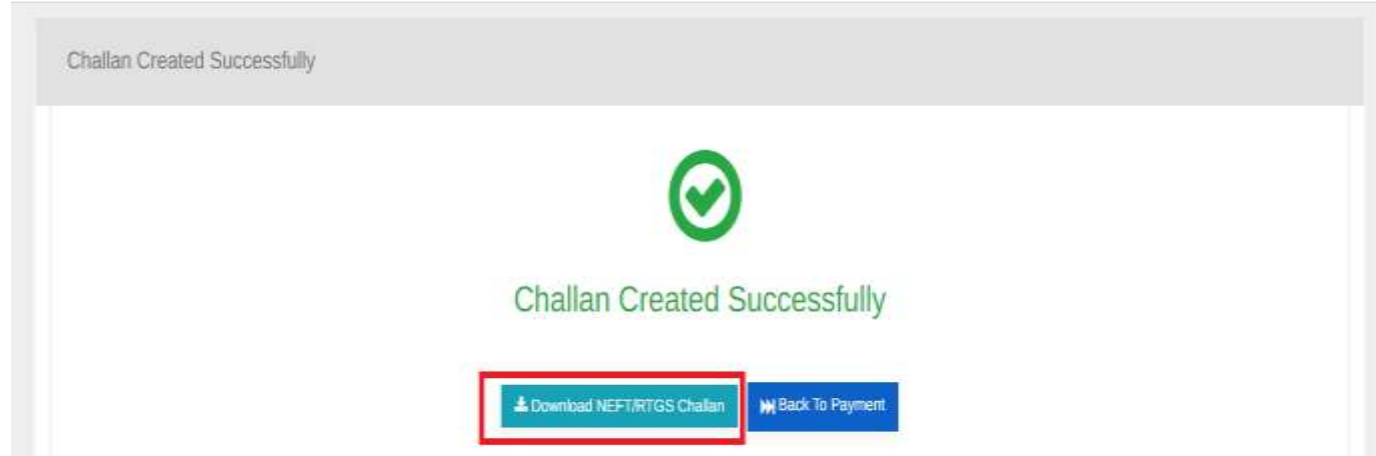 Challan Created Successfully
Challan Created Successfully
Download NEFT/RTGS Challan
Back To Payment